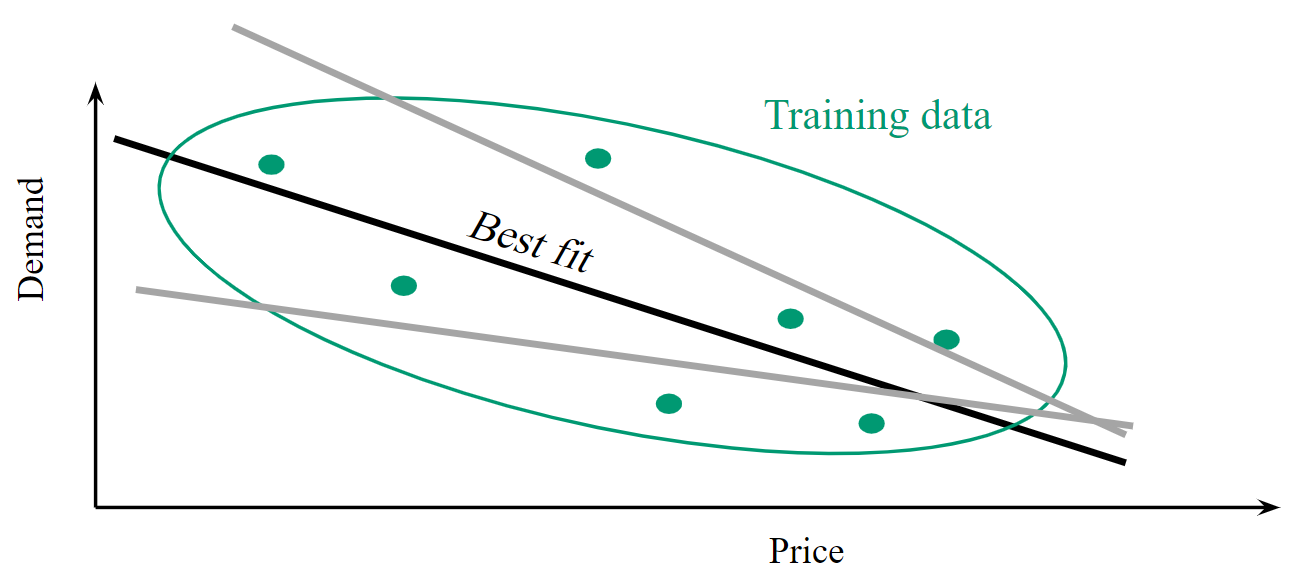 Training data
Demand
Best fit
Price